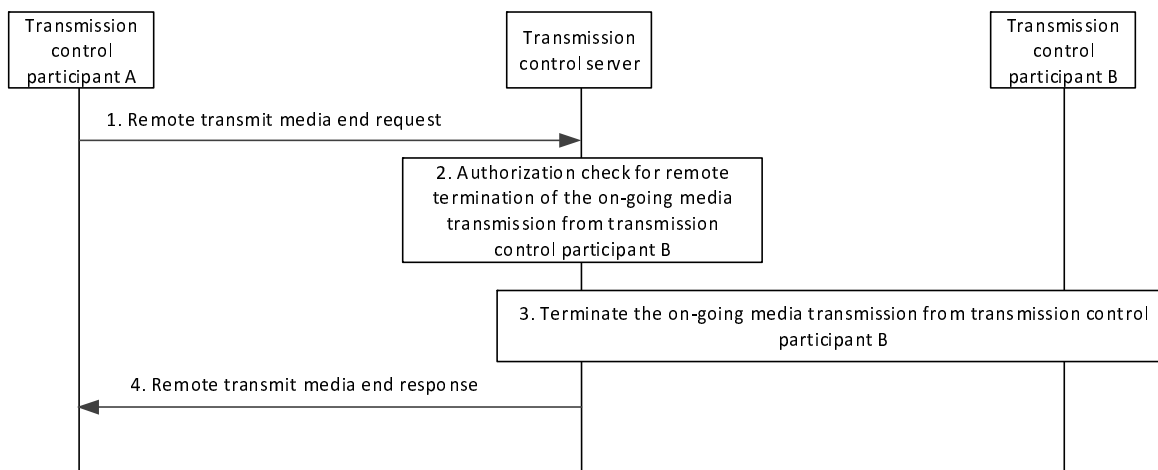 Transmission
control
participant A
Transmission
control server
Transmission
control
participant B
1. Remote transmit media end request
2. Authorization check for remote
termination of the on-going media
transmission from transmission
control participant B
3. Terminate the on-going media transmission from transmission control
participant B
4. Remote transmit media end response